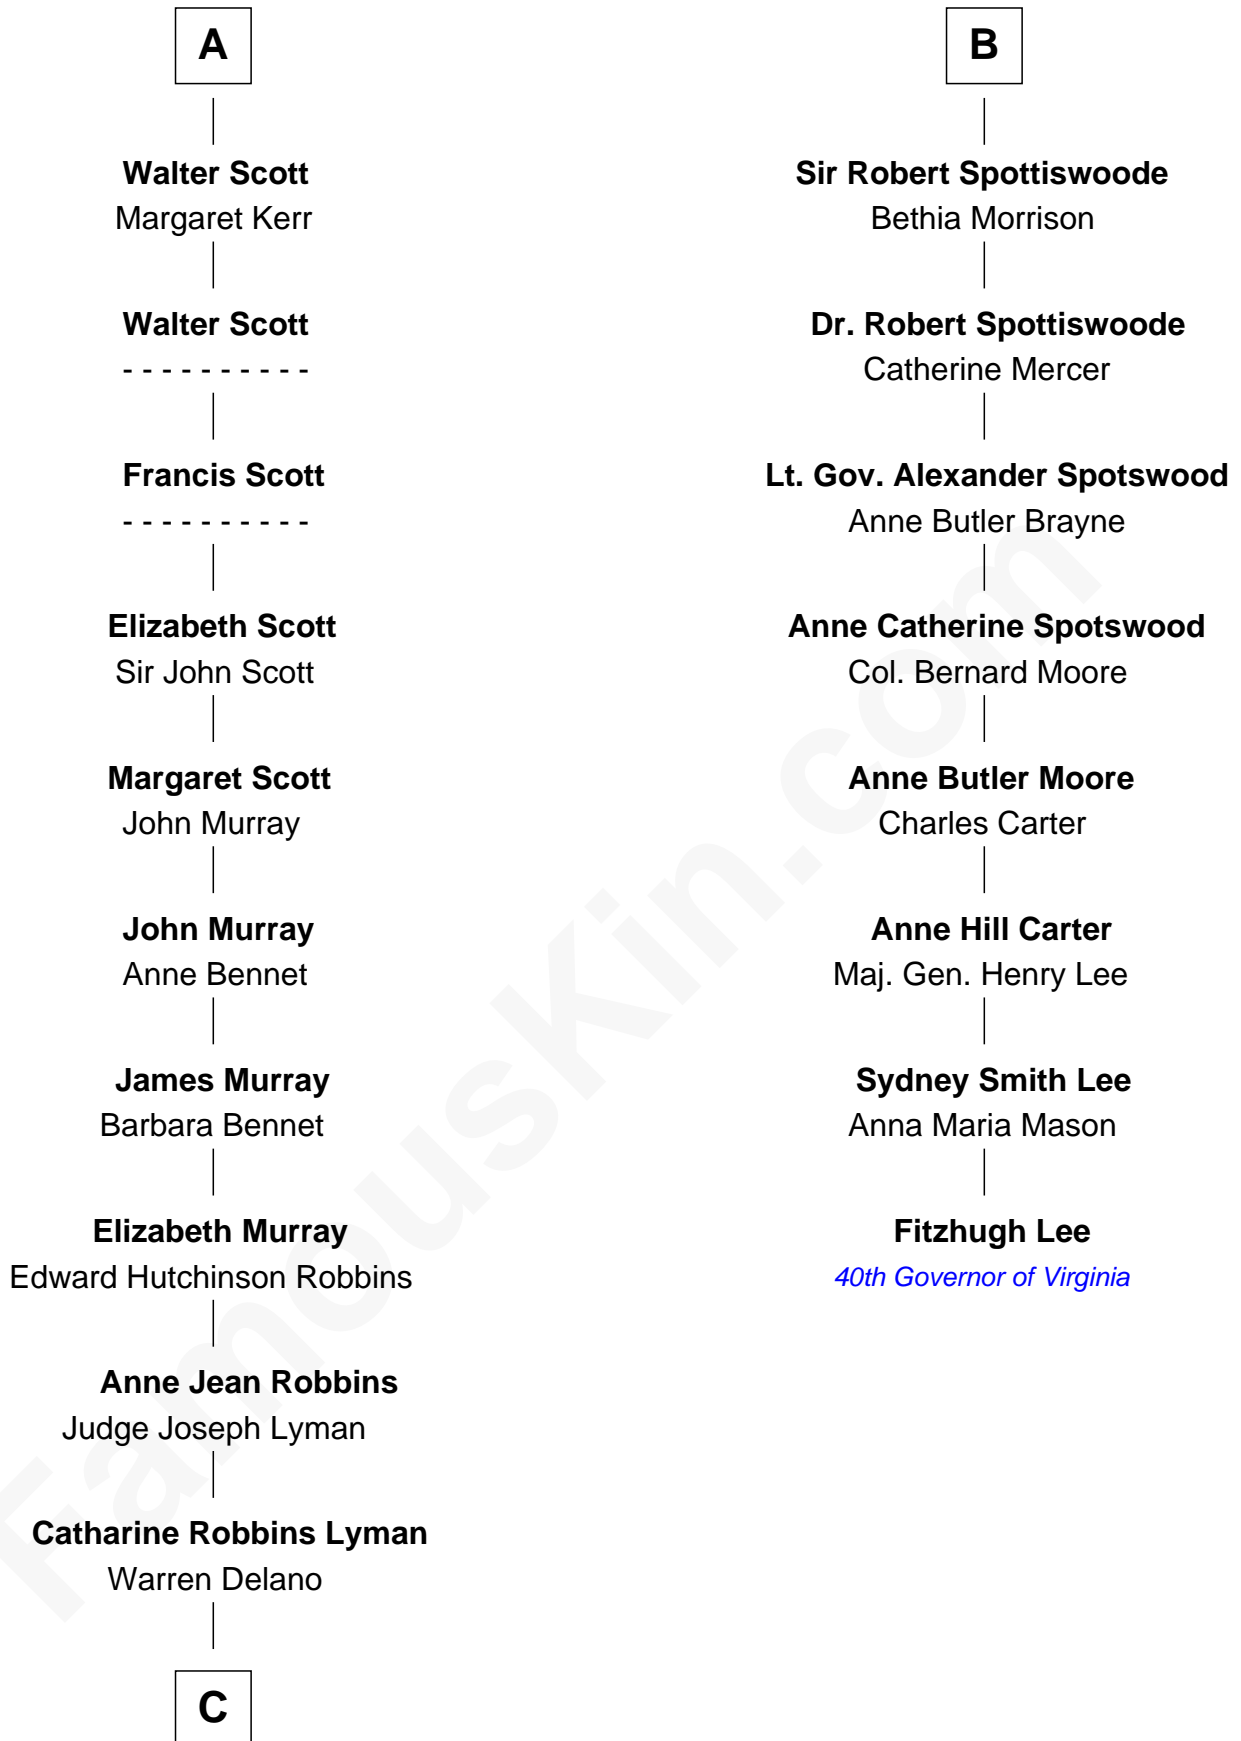 A
Walter Scott
Margaret Kerr
Walter Scott
- - - - - - - - - -
Francis Scott
- - - - - - - - - -
Elizabeth Scott
Sir John Scott
Margaret Scott
John Murray
John Murray
Anne Bennet
James Murray
Barbara Bennet
Elizabeth Murray
Edward Hutchinson Robbins
Anne Jean Robbins
Judge Joseph Lyman
Catharine Robbins Lyman
Warren Delano
C
B
Sir Robert Spottiswoode
Bethia Morrison
Dr. Robert Spottiswoode
Catherine Mercer
Lt. Gov. Alexander Spotswood
Anne Butler Brayne
Anne Catherine Spotswood
Col. Bernard Moore
Anne Butler Moore
Charles Carter
Anne Hill Carter
Maj. Gen. Henry Lee
Sydney Smith Lee
Anna Maria Mason
Fitzhugh Lee
40th Governor of Virginia
FamousKin.com